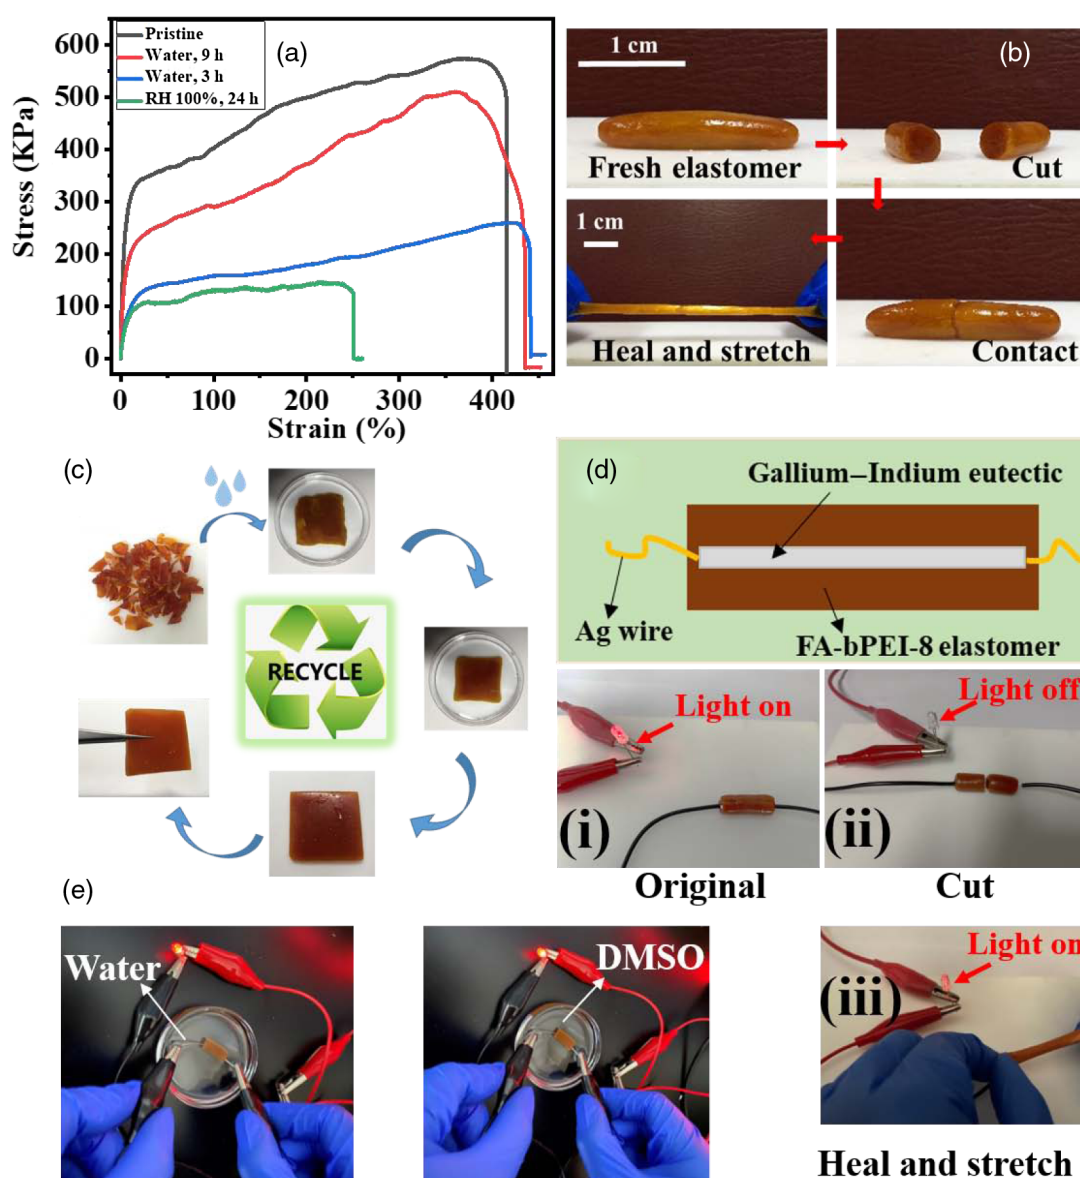 (a)
Pristine
Water, 9 h
Water, 3 h
RH 100%, 24 h
Stress (KPa)
600
500
400
300
200
100
0
0 100 200 300 400
Strain (%)
(b)
1 cm
Fresh elastomer
Cut
1 cm
Heal and stretch
Contact
(c)
RECYCLE
(d)
Gallium–Indium eutectic
Ag wire
FA-bPEI-8 elastomer
Light on
(i)
Original
Light off
(ii)
Cut
(e)
Water
DMSO
Light on
(iii)
Heal and stretch